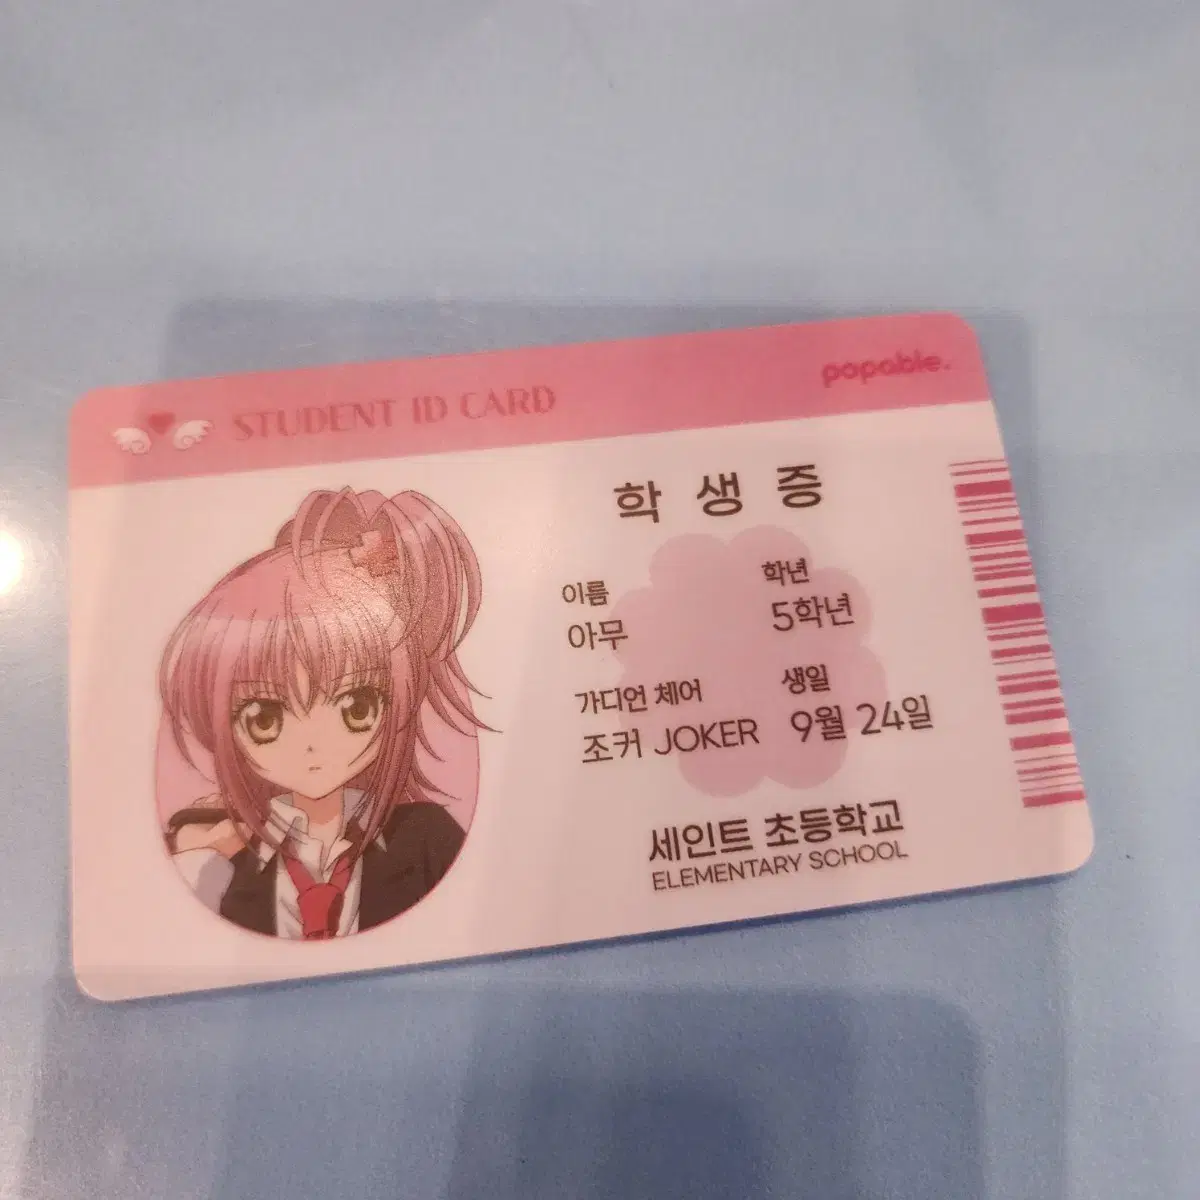 STUDENT ID CARD
popable.
학생증
이름
아무
학년
5학년
가디언 체어
조커 JOKER
생일
9월 24일
세인트 초등학교
ELEMENTARY SCHOOL